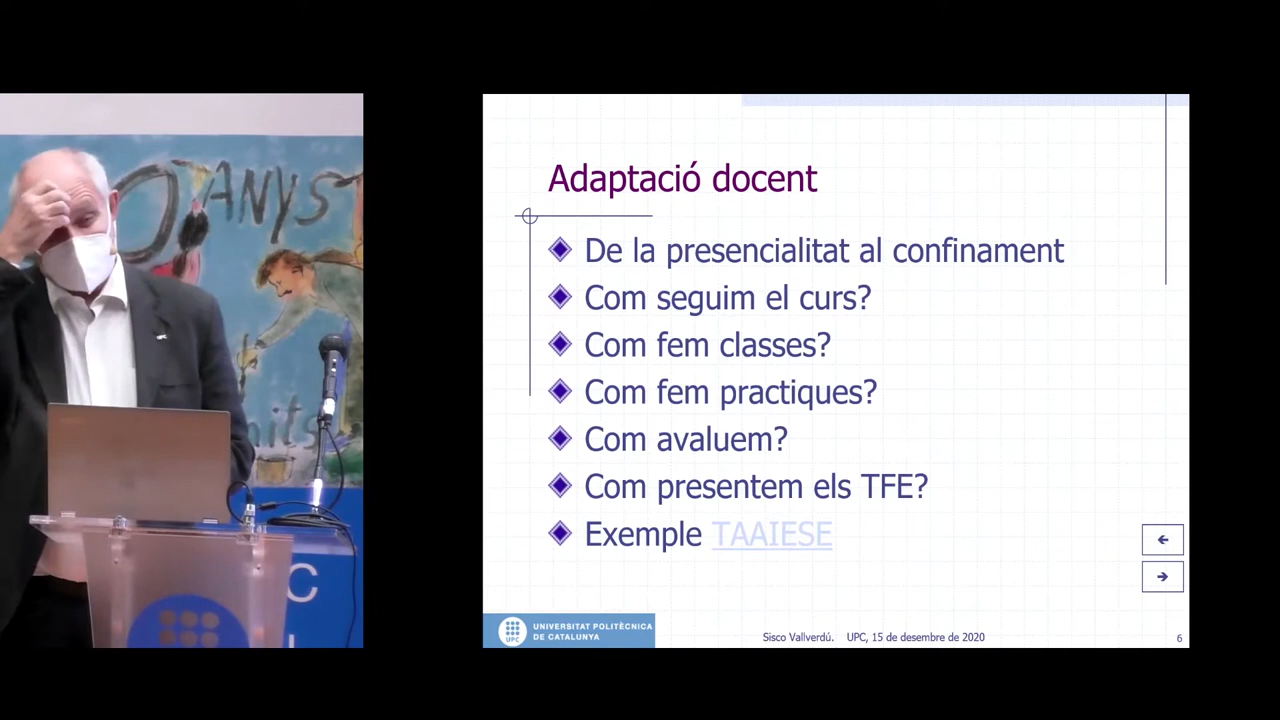 ANYS
C
Adaptació docent
De la presencialitat al confinament
Com seguim el curs?
Com fem classes?
Com fem practiques?
Com avaluem?
Com presentem els TFE?
Exemple TAAIESE
UPC
UNIVERSITAT POLITÈCNICA
DE CATALUNYA
Sisco Vallverdú. UPC, 15 de desembre de 2020
6